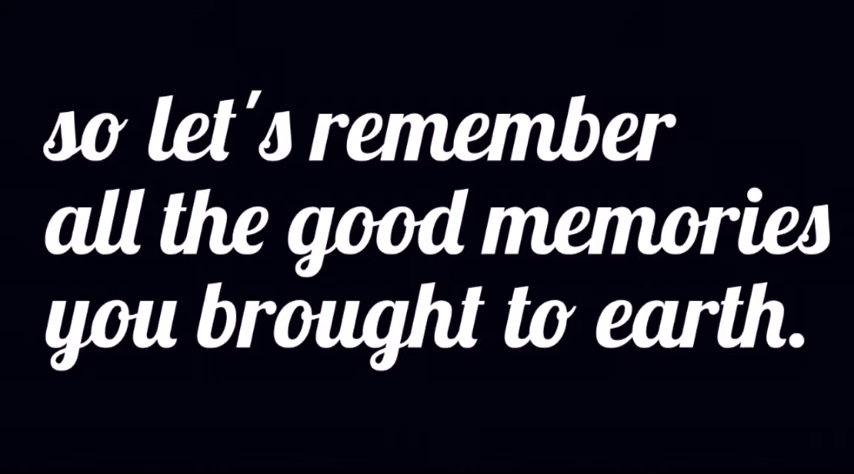 so let's remember
all the good memories
you brought to earth.